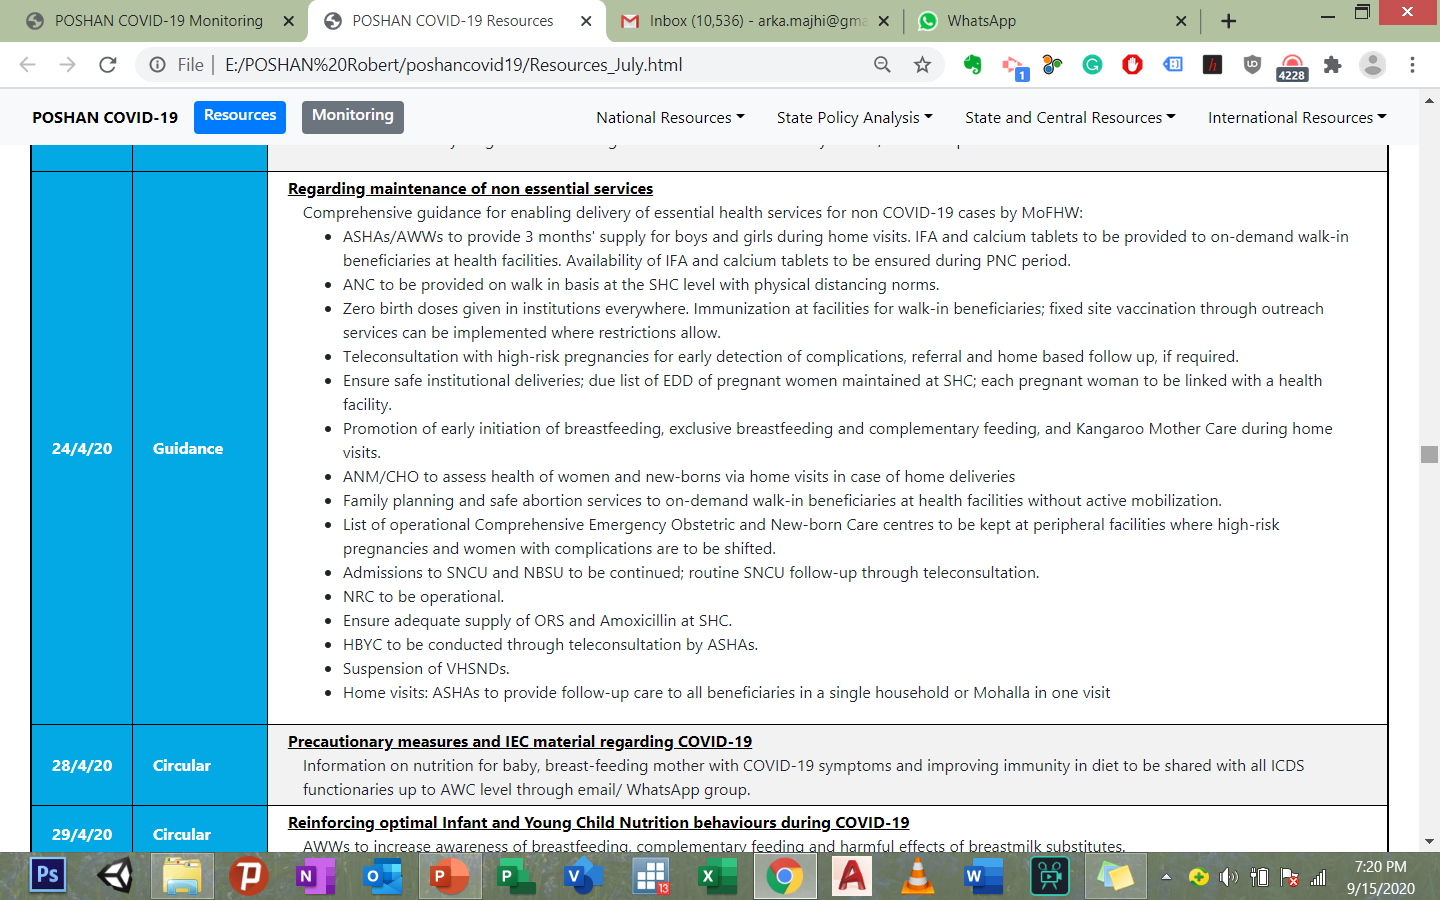 POSHAN COVID-19 Monitoring
POSHAN COVID-19 Resources
Inbox (10,536) - arka.majhi@gma
WhatsApp
File
E:/POSHAN%20Robert/poshancovid19/Resources_July.html
1
4228
POSHAN COVID-19
Resources
Monitoring
National Resources
State Policy Analysis
State and Central Resources
International Resources
24/4/20
Guidance
Regarding maintenance of non essential services
Comprehensive guidance for enabling delivery of essential health services for non COVID-19 cases by MoFHW:
• ASHAs/AWWs to provide 3 months' supply for boys and girls during home visits. IFA and calcium tablets to be provided to on-demand walk-in
beneficiaries at health facilities. Availability of IFA and calcium tablets to be ensured during PNC period.
• ANC to be provided on walk in basis at the SHC level with physical distancing norms.
• Zero birth doses given in institutions everywhere. Immunization at facilities for walk-in beneficiaries; fixed site vaccination through outreach
services can be implemented where restrictions allow.
• Teleconsultation with high-risk pregnancies for early detection of complications, referral and home based follow up, if required.
• Ensure safe institutional deliveries; due list of EDD of pregnant women maintained at SHC; each pregnant woman to be linked with a health
facility.
• Promotion of early initiation of breastfeeding, exclusive breastfeeding and complementary feeding, and Kangaroo Mother Care during home
visits.
• ANM/CHO to assess health of women and new-borns via home visits in case of home deliveries
• Family planning and safe abortion services to on-demand walk-in beneficiaries at health facilities without active mobilization.
• List of operational Comprehensive Emergency Obstetric and New-born Care centres to be kept at peripheral facilities where high-risk
pregnancies and women with complications are to be shifted.
• Admissions to SNCU and NBSU to be continued; routine SNCU follow-up through teleconsultation.
• NRC to be operational.
• Ensure adequate supply of ORS and Amoxicillin at SHC.
• HBYC to be conducted through teleconsultation by ASHAs.
• Suspension of VHSNDs.
• Home visits: ASHAs to provide follow-up care to all beneficiaries in a single household or Mohalla in one visit
28/4/20
Circular
Precautionary measures and IEC material regarding COVID-19
Information on nutrition for baby, breast-feeding mother with COVID-19 symptoms and improving immunity in diet to be shared with all ICDS
functionaries up to AWC level through email/ WhatsApp group.
29/4/20
Circular
Reinforcing optimal Infant and Young Child Nutrition behaviours during COVID-19
AWWs to increase awareness of breastfeeding, complementary feeding and harmful effects of breastmilk substitutes.
Ps
13
7:20 PM
9/15/2020